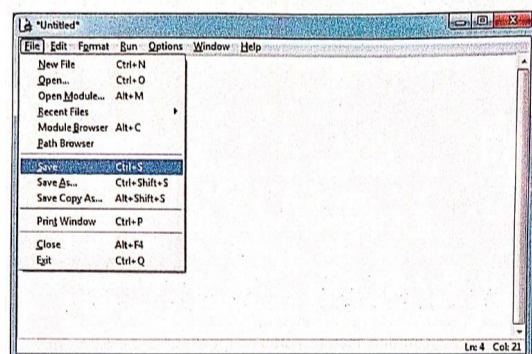 *Untitled*
File Edit Format Run Options Window Help
New File Ctrl+N
Open... Ctrl+O
Open Module... Alt+M
Recent Files
Module Browser Alt+C
Path Browser
Save Ctrl+S
Save As... Ctrl+Shift+S
Save Copy As... Alt+Shift+S
Print Window Ctrl+P
Close Alt+F4
Exit Ctrl+Q
Ln: 4 Col: 21